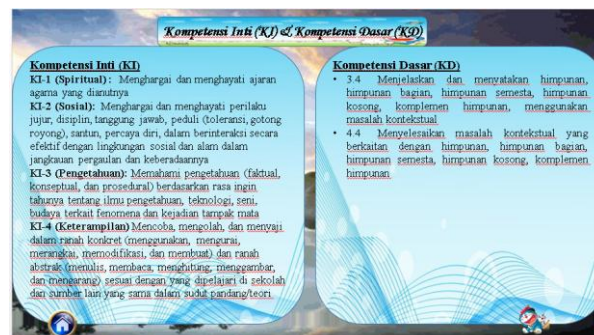 Kompetensi Inti (KI) & Kompetensi Dasar (KD)
Kompetensi Inti (KI)
KI-1 (Spiritual) : Menghargai dan menghayati ajaran
agama yang dianutnya
KI-2 (Sosial): Menghargai dan menghayati perilaku
jujur, disiplin, tanggung jawab, peduli (toleransi, gotong
royong), santun, percaya diri, dalam berinteraksi secara
efektif dengan lingkungan sosial dan alam dalam
jangkauan pergaulan dan keberadaannya
KI-3 (Pengetahuan): Memahami pengetahuan (faktual,
konseptual, dan prosedural) berdasarkan rasa ingin
tahunya tentang ilmu pengetahuan, teknologi, seni,
budaya terkait fenomena dan kejadian tampak mata
KI-4 (Keterampilan) Mencoba, mengolah, dan menyaji
dalam ranah konkret (menggunakan, mengurai,
merangkai, memodifikasi, dan membuat) dan ranah
abstrak (menulis, membaca, menghitung, menggambar,
dan mengarang) sesuai dengan yang dipelajari di sekolah
dan sumber lain yang sama dalam sudut pandang/teori
Kompetensi Dasar (KD)
• 3.4 Menjelaskan dan menyatakan himpunan,
himpunan bagian, himpunan semesta, himpunan
kosong, komplemen himpunan, menggunakan
masalah kontekstual
• 4.4 Menyelesaikan masalah kontekstual yang
berkaitan dengan himpunan, himpunan bagian,
himpunan semesta, himpunan kosong, komplemen
himpunan